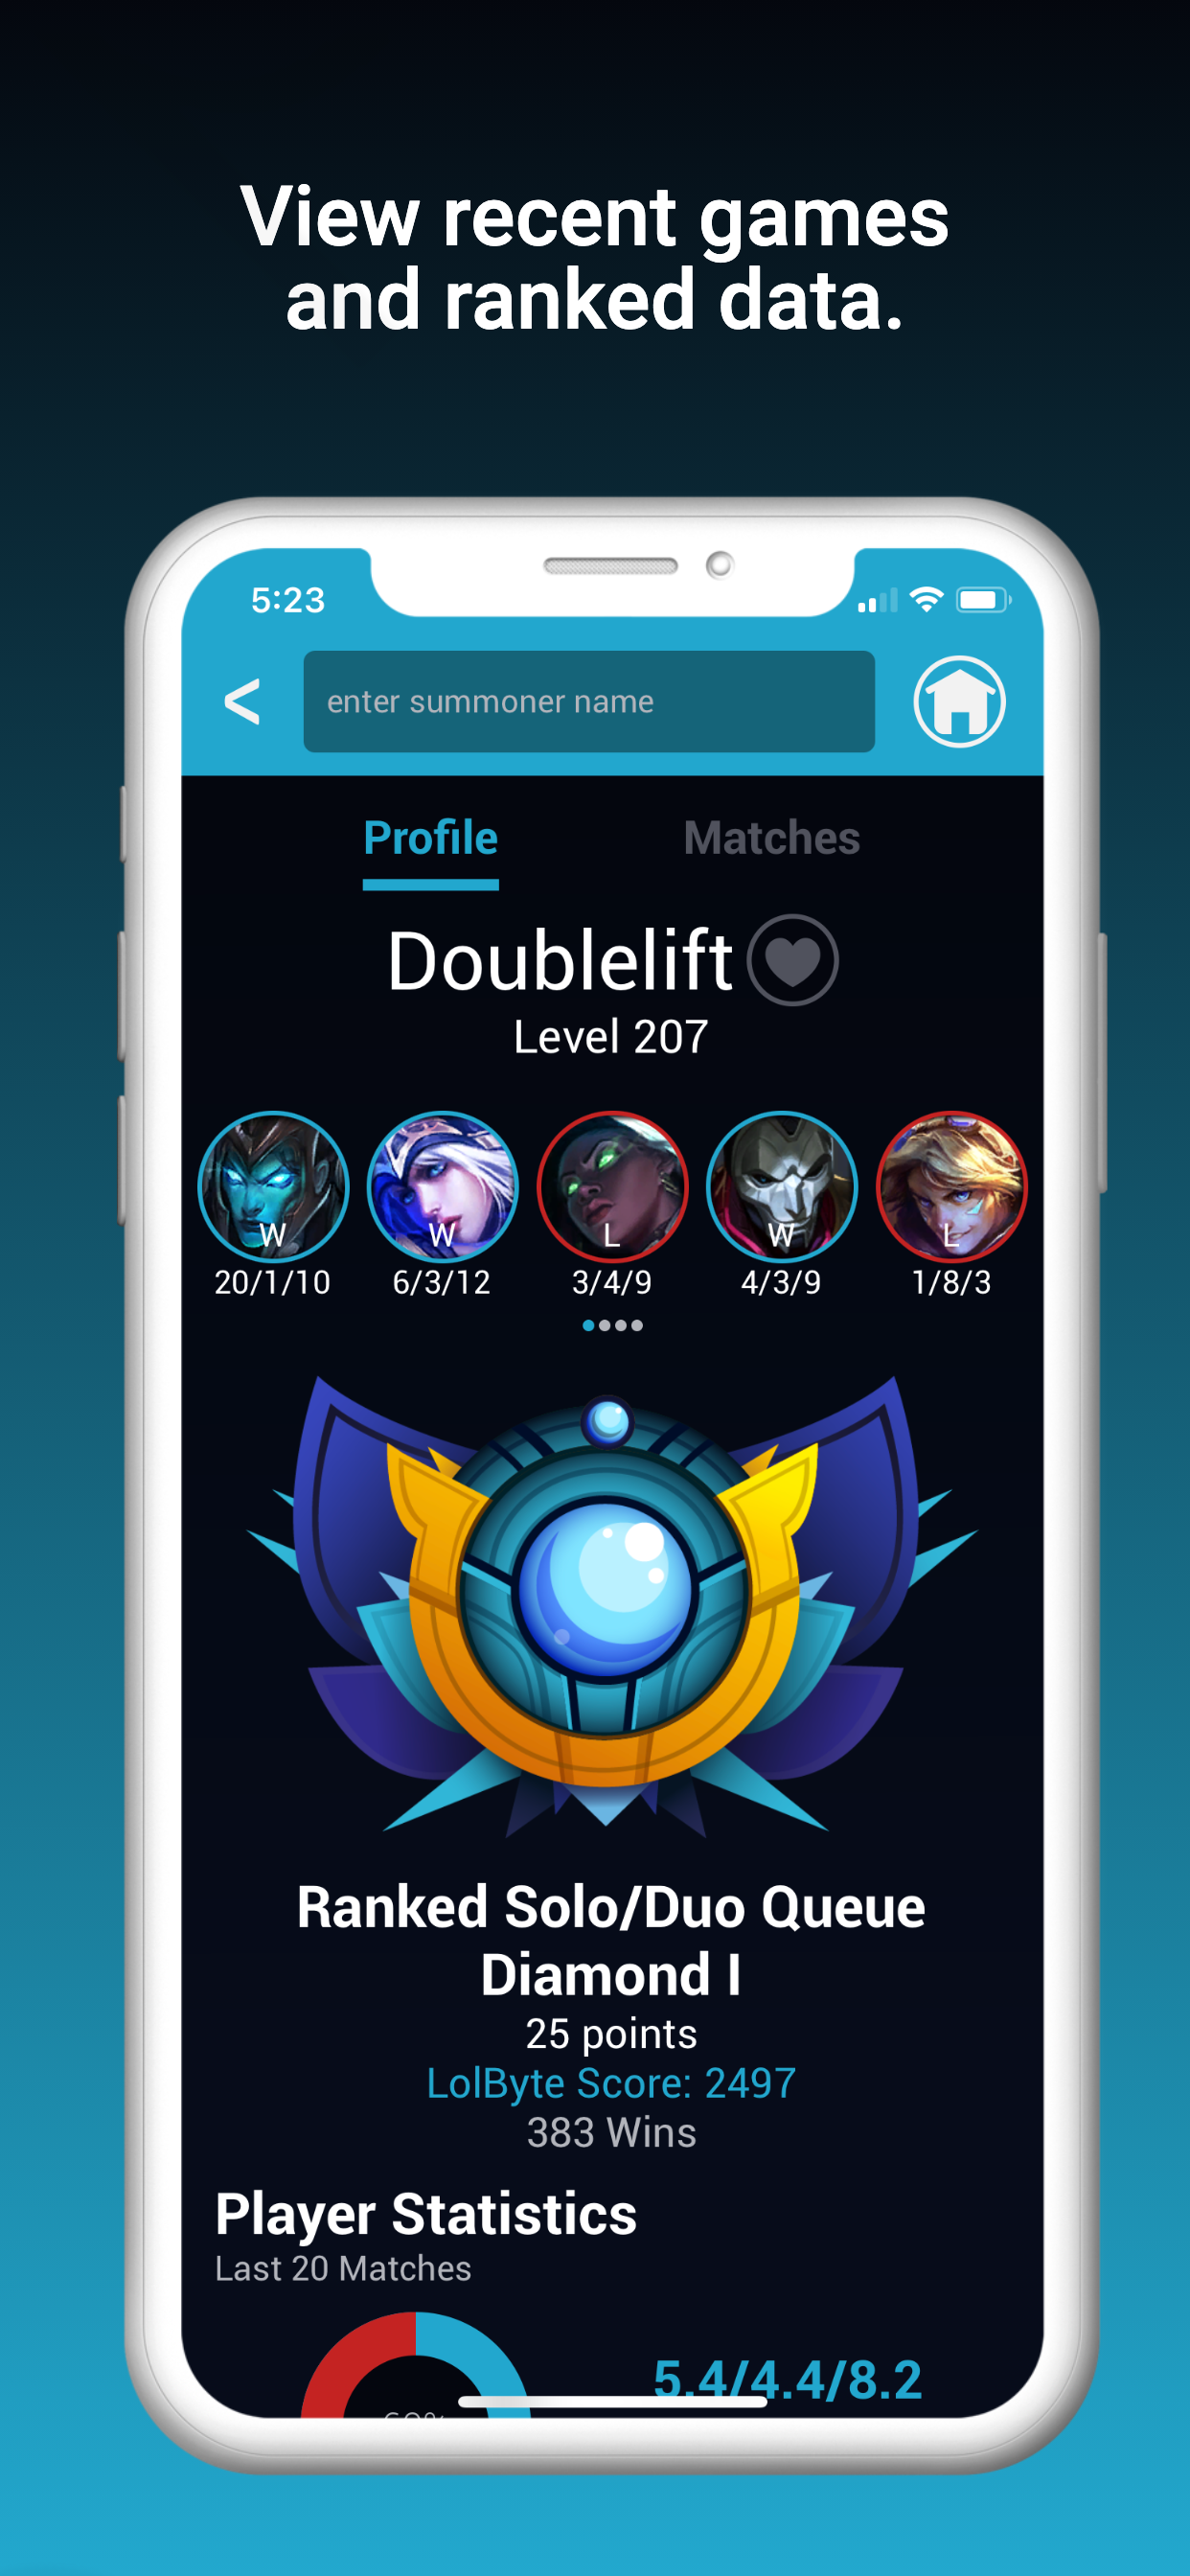 View recent games
and ranked data.
5:23
enter summoner name
Profile Matches
Doublelift
Level 207
W W L W L
20/1/10 6/3/12 3/4/9 4/3/9 1/8/3
Ranked Solo/Duo Queue
Diamond I
25 points
LolByte Score: 2497
383 Wins
Player Statistics
Last 20 Matches
5.4/4.4/8.2